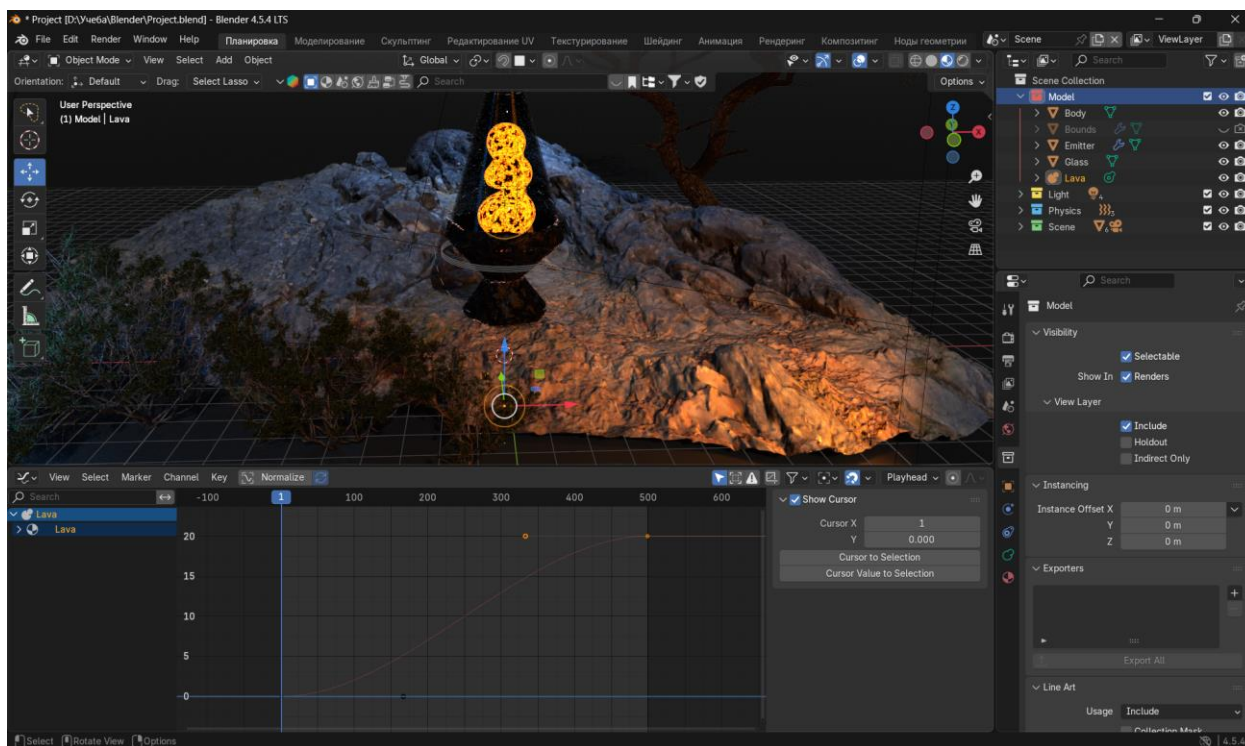 * Project [D:\Учеба\Blender\Project.blend] - Blender 4.5.4 LTS
File Edit Render Window Help Планировка Моделирование Скульптинг Редактирование UV Текстурирование Шейдинг Анимация Рендеринг Композитинг Ноды геометрии Scene ViewLayer
Object Mode View Select Add Object Global Search
Orientation: Default Drag: Select Lasso Search Options
User Perspective
(1) Model | Lava
Z
Y
X
Scene Collection
Model
Body
Bounds
Emitter
Glass
Lava
Light 4
Physics 3
Scene 6
Search
Model
Visibility
Selectable
Show In Renders
View Layer
Include
Holdout
Indirect Only
Instancing
Instance Offset X 0 m
Y 0 m
Z 0 m
Exporters
Export All
Line Art
Usage Include
Collection Mark
View Select Marker Channel Key Normalize Playhead
Search -100 1 100 200 300 400 500 600
Lava
Lava
20
15
10
5
0
Show Cursor
Cursor X 1
Y 0.000
Cursor to Selection
Cursor Value to Selection
Select Rotate View Options 4.5.4